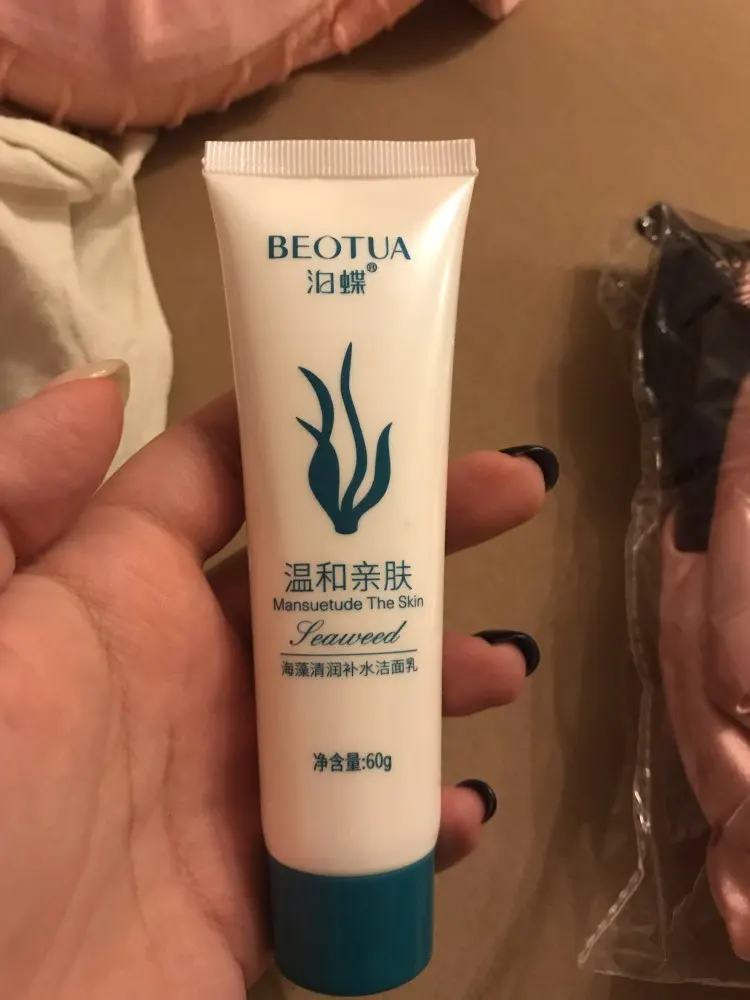 BEOTUA
泊蝶®
温和亲肤
Mansuetude The Skin
Seaweed
海藻清润补水洁面乳
净含量:60g